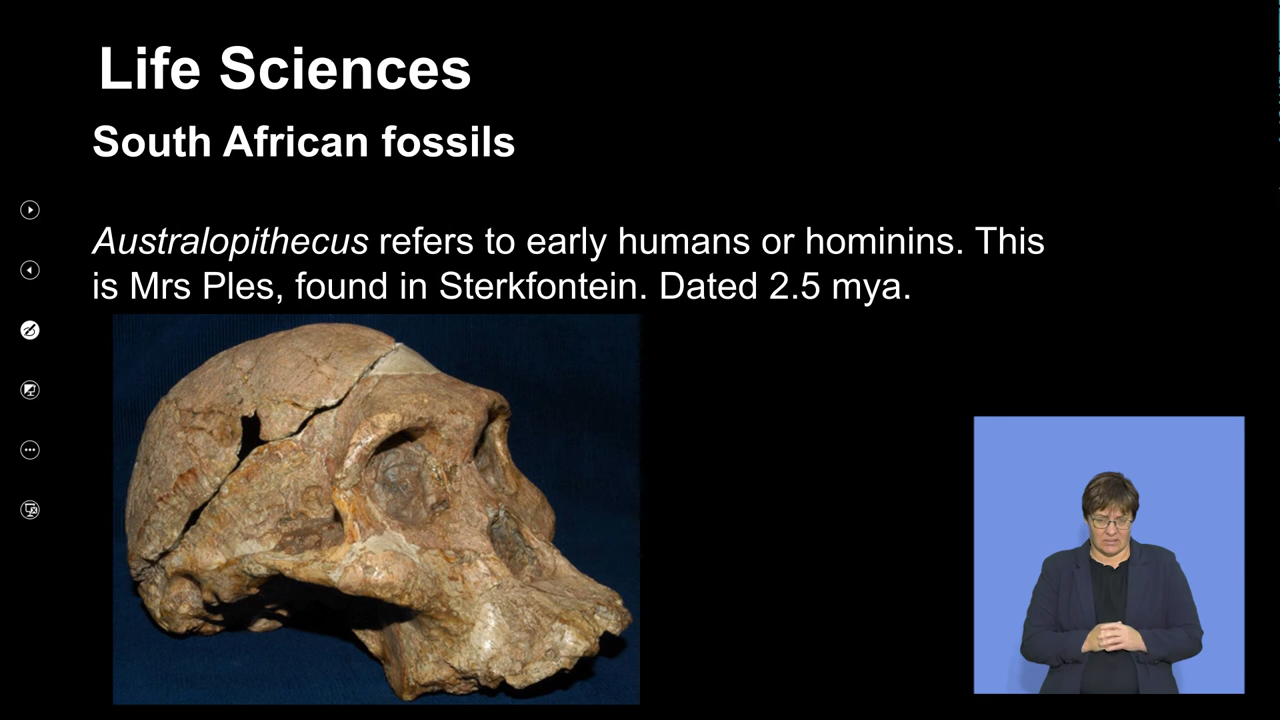 Life Sciences
South African fossils
Australopithecus refers to early humans or hominins. This
is Mrs Ples, found in Sterkfontein. Dated 2.5 mya.